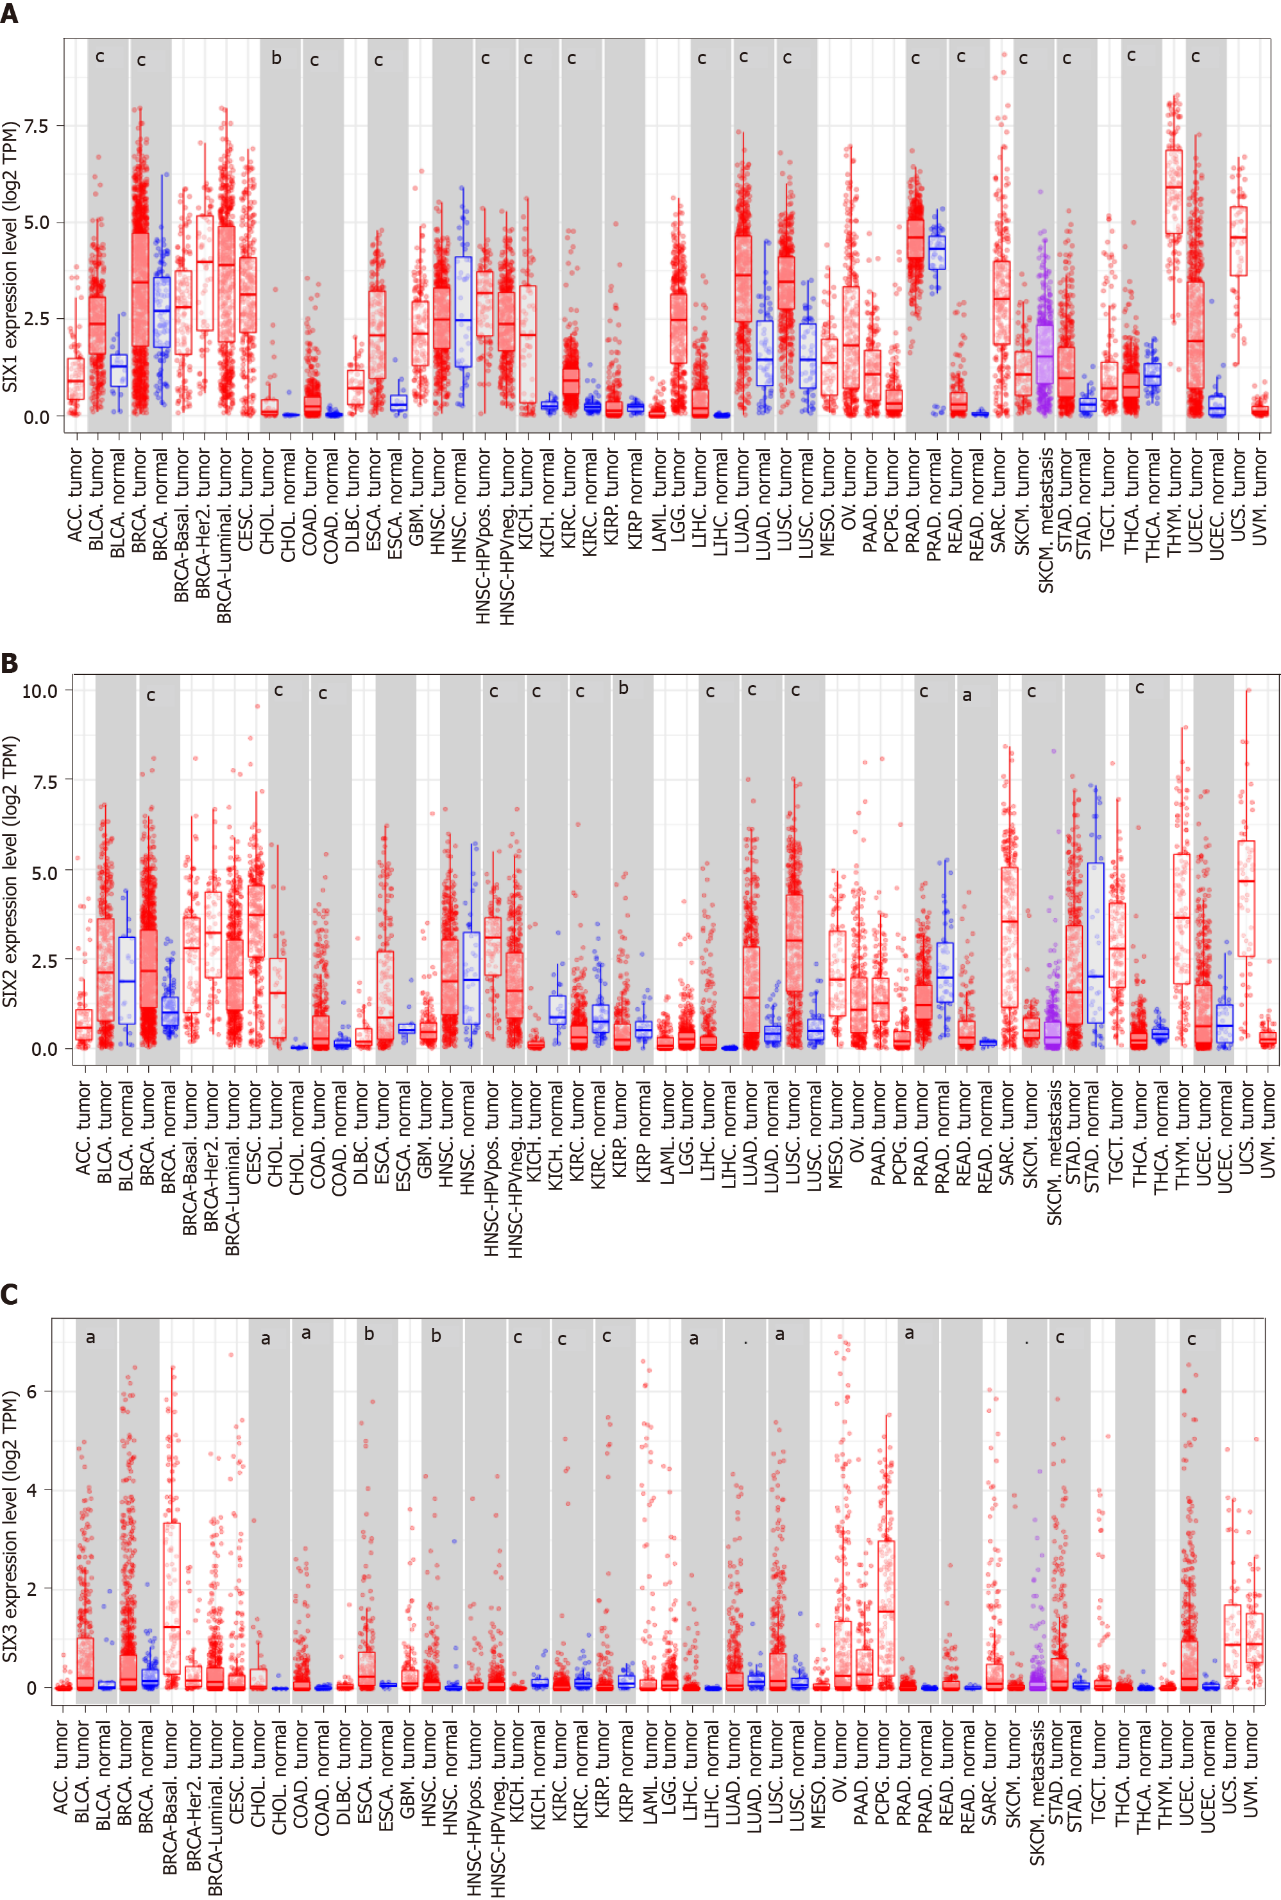 A
c c b c c c c c c c c c c c c c c
SIX1 expression level (log2 TPM)
7.5
5.0
2.5
0.0
ACC. tumor
BLCA. tumor
BLCA. normal
BRCA. tumor
BRCA. normal
BRCA-Basal. tumor
BRCA-Her2. tumor
BRCA-Luminal. tumor
CESC. tumor
CHOL. tumor
CHOL. normal
COAD. tumor
COAD. normal
DLBC. tumor
ESCA. tumor
ESCA. normal
GBM. tumor
HNSC. tumor
HNSC. normal
HNSC-HPVpos. tumor
HNSC-HPVneg. tumor
KICH. tumor
KICH. normal
KIRC. tumor
KIRC. normal
KIRP. tumor
KIRP normal
LAML. tumor
LGG. tumor
LIHC. tumor
LIHC. normal
LUAD. tumor
LUAD. normal
LUSC. tumor
LUSC. normal
MESO. tumor
OV. tumor
PAAD. tumor
PCPG. tumor
PRAD. tumor
PRAD. normal
READ. tumor
READ. normal
SARC. tumor
SKCM. tumor
SKCM. metastasis
STAD. tumor
STAD. normal
TGCT. tumor
THCA. tumor
THCA. normal
THYM. tumor
UCEC. tumor
UCEC. normal
UCS. tumor
UVM. tumor
B
c c c c c c b c c c c a c c
SIX2 expression level (log2 TPM)
10.0
7.5
5.0
2.5
0.0
ACC. tumor
BLCA. tumor
BLCA. normal
BRCA. tumor
BRCA. normal
BRCA-Basal. tumor
BRCA-Her2. tumor
BRCA-Luminal. tumor
CESC. tumor
CHOL. tumor
CHOL. normal
COAD. tumor
COAD. normal
DLBC. tumor
ESCA. tumor
ESCA. normal
GBM. tumor
HNSC. tumor
HNSC. normal
HNSC-HPVpos. tumor
HNSC-HPVneg. tumor
KICH. tumor
KICH. normal
KIRC. tumor
KIRC. normal
KIRP. tumor
KIRP normal
LAML. tumor
LGG. tumor
LIHC. tumor
LIHC. normal
LUAD. tumor
LUAD. normal
LUSC. tumor
LUSC. normal
MESO. tumor
OV. tumor
PAAD. tumor
PCPG. tumor
PRAD. tumor
PRAD. normal
READ. tumor
READ. normal
SARC. tumor
SKCM. tumor
SKCM. metastasis
STAD. tumor
STAD. normal
TGCT. tumor
THCA. tumor
THCA. normal
THYM. tumor
UCEC. tumor
UCEC. normal
UCS. tumor
UVM. tumor
C
a a a b b c c c a . a a . c c
SIX3 expression level (log2 TPM)
6
4
2
0
ACC. tumor
BLCA. tumor
BLCA. normal
BRCA. tumor
BRCA. normal
BRCA-Basal. tumor
BRCA-Her2. tumor
BRCA-Luminal. tumor
CESC. tumor
CHOL. tumor
CHOL. normal
COAD. tumor
COAD. normal
DLBC. tumor
ESCA. tumor
ESCA. normal
GBM. tumor
HNSC. tumor
HNSC. normal
HNSC-HPVpos. tumor
HNSC-HPVneg. tumor
KICH. tumor
KICH. normal
KIRC. tumor
KIRC. normal
KIRP. tumor
KIRP normal
LAML. tumor
LGG. tumor
LIHC. tumor
LIHC. normal
LUAD. tumor
LUAD. normal
LUSC. tumor
LUSC. normal
MESO. tumor
OV. tumor
PAAD. tumor
PCPG. tumor
PRAD. tumor
PRAD. normal
READ. tumor
READ. normal
SARC. tumor
SKCM. tumor
SKCM. metastasis
STAD. tumor
STAD. normal
TGCT. tumor
THCA. tumor
THCA. normal
THYM. tumor
UCEC. tumor
UCEC. normal
UCS. tumor
UVM. tumor